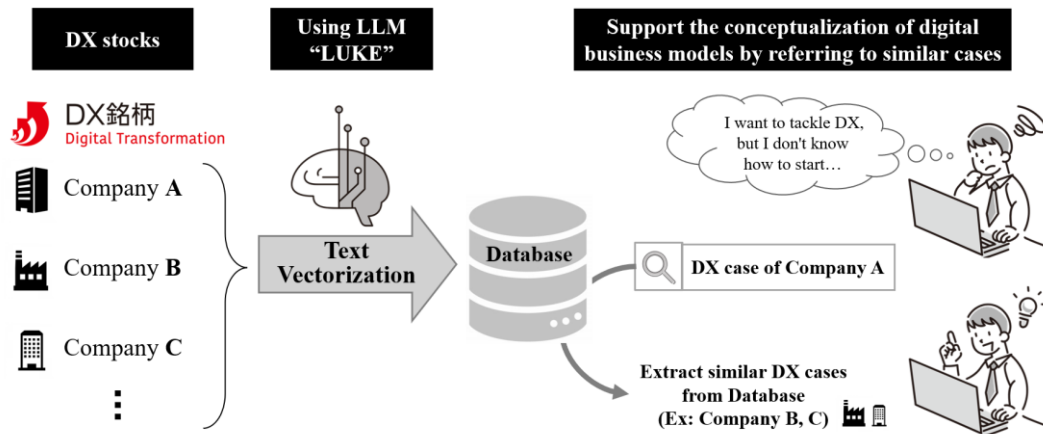 DX stocks
Using LLM
“LUKE”
Support the conceptualization of digital
business models by referring to similar cases
DX銘柄
Digital Transformation
Company A
Company B
Company C
Text
Vectorization
Database
I want to tackle DX,
but I don't know
how to start…
DX case of Company A
Extract similar DX cases
from Database
(Ex: Company B, C)